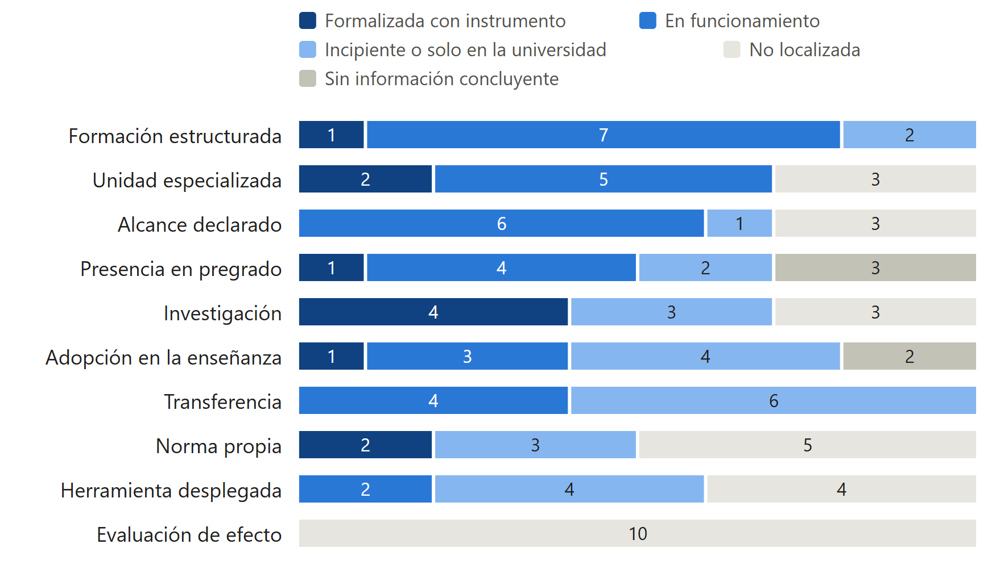 Formalizada con instrumento En funcionamiento
Incipiente o solo en la universidad No localizada
Sin información concluyente
Formación estructurada 1 7 2
Unidad especializada 2 5 3
Alcance declarado 6 1 3
Presencia en pregrado 1 4 2 3
Investigación 4 3 3
Adopción en la enseñanza 1 3 4 2
Transferencia 4 6
Norma propia 2 3 5
Herramienta desplegada 2 4 4
Evaluación de efecto 10